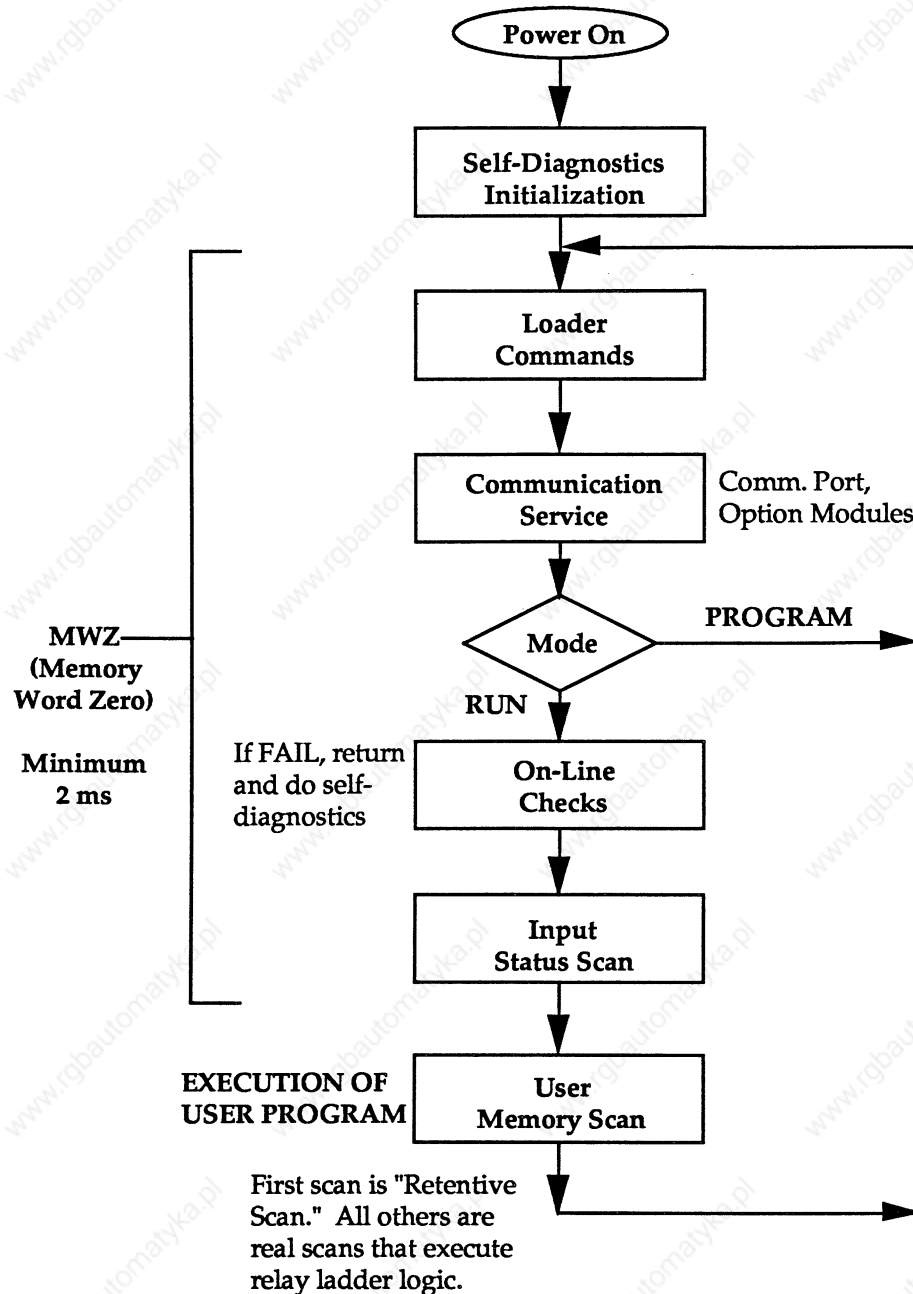 Power On
Self-Diagnostics
Initialization
Loader
Commands
Communication
Service
Comm. Port,
Option Modules
Mode
PROGRAM
RUN
MWZ
(Memory
Word Zero)
Minimum
2 ms
If FAIL, return
and do self-
diagnostics
On-Line
Checks
Input
Status Scan
EXECUTION OF
USER PROGRAM
User
Memory Scan
First scan is "Retentive
Scan." All others are
real scans that execute
relay ladder logic.
www.rgbautomatyka.pl